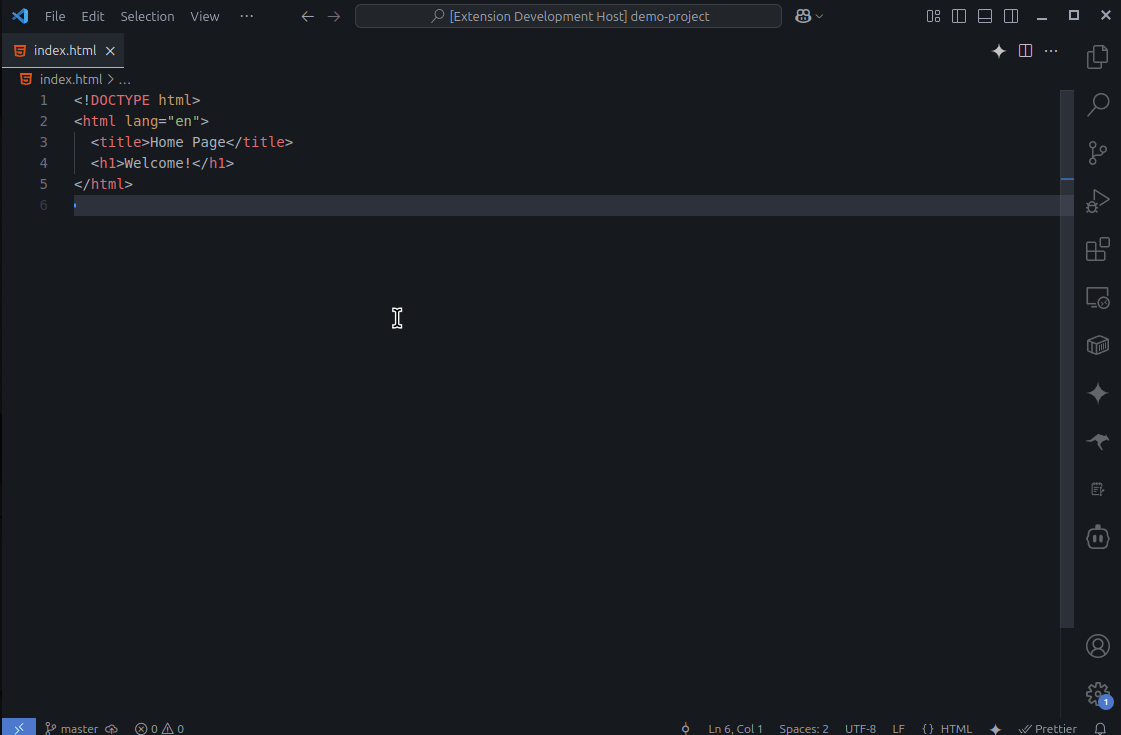 File Edit Selection View ··· [Extension Development Host] demo-project
index.html
index.html > ...
1 <!DOCTYPE html>
2 <html lang="en">
3 <title>Home Page</title>
4 <h1>Welcome!</h1>
5 </html>
6
1
master 0 0 Ln 6, Col 1 Spaces: 2 UTF-8 LF {} HTML Prettier